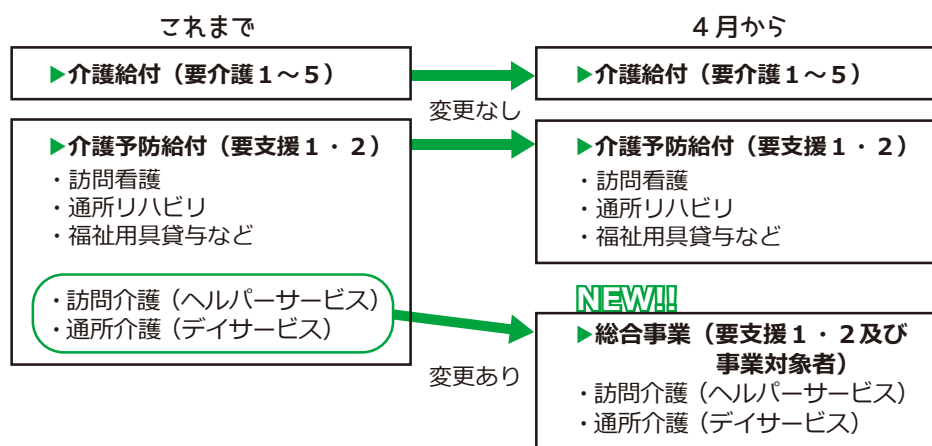 これまで
４月から
▶介護給付（要介護１～５）
▶介護給付（要介護１～５）
変更なし
▶介護予防給付（要支援１・２）
・訪問看護
・通所リハビリ
・福祉用具貸与など
・訪問介護（ヘルパーサービス）
・通所介護（デイサービス）
▶介護予防給付（要支援１・２）
・訪問看護
・通所リハビリ
・福祉用具貸与など
変更あり
NEW!!
▶総合事業（要支援１・２及び
事業対象者）
・訪問介護（ヘルパーサービス）
・通所介護（デイサービス）